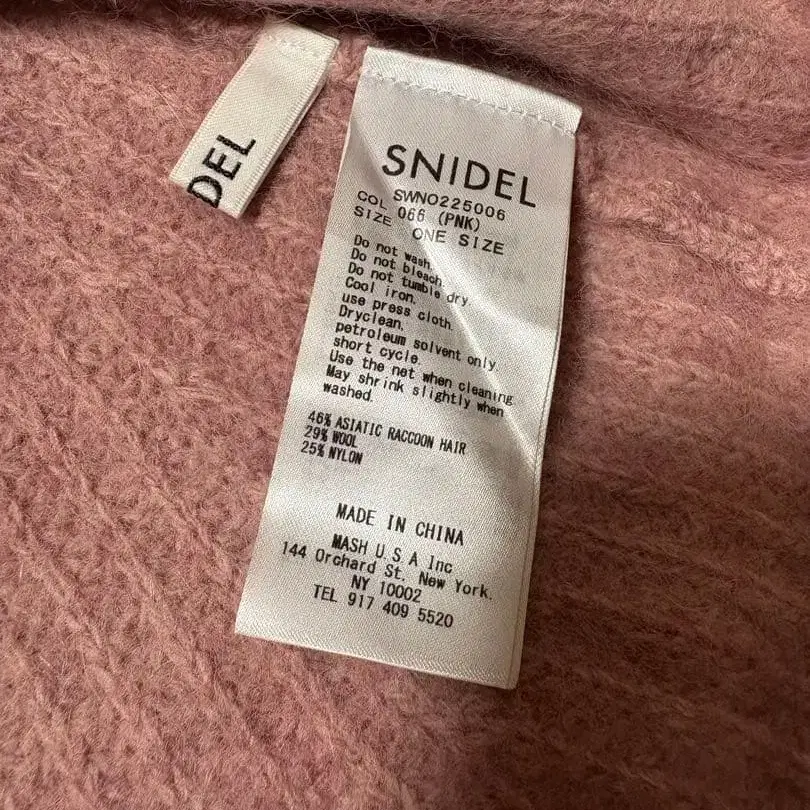 DEL
SNIDEL
SWNO225006
COL 066 (PNK)
SIZE ONE SIZE
Do not wash.
Do not bleach.
Do not tumble dry
Cool iron.
use press cloth.
Dryclean.
petroleum solvent only.
short cycle.
Use the net when cleaning.
May shrink slightly when
washed.
46% ASIATIC RACCOON HAIR
29% WOOL
25% NYLON
MADE IN CHINA
MASH U S A Inc
144 Orchard St. New York.
NY 10002
TEL 917 409 5520